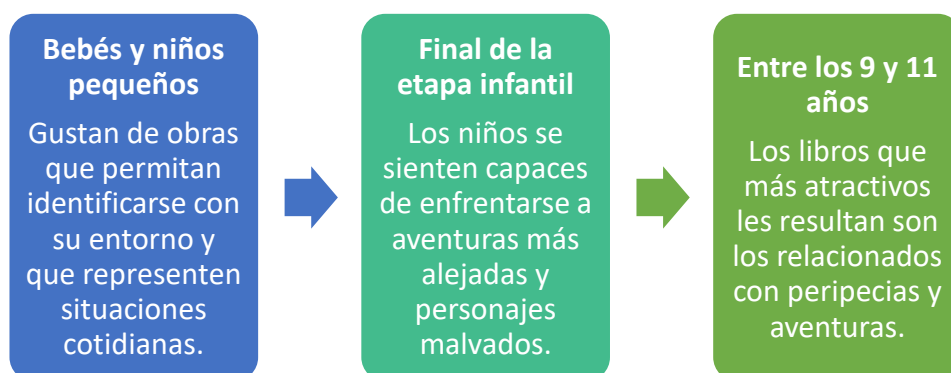 Bebés y niños
pequeños
Gustan de obras
que permitan
identificarse con
su entorno y
que representen
situaciones
cotidianas.
Final de la
etapa infantil
Los niños se
sienten capaces
de enfrentarse a
aventuras más
alejadas y
personajes
malvados.
Entre los 9 y 11
años
Los libros que
más atractivos
les resultan son
los relacionados
con peripecias y
aventuras.